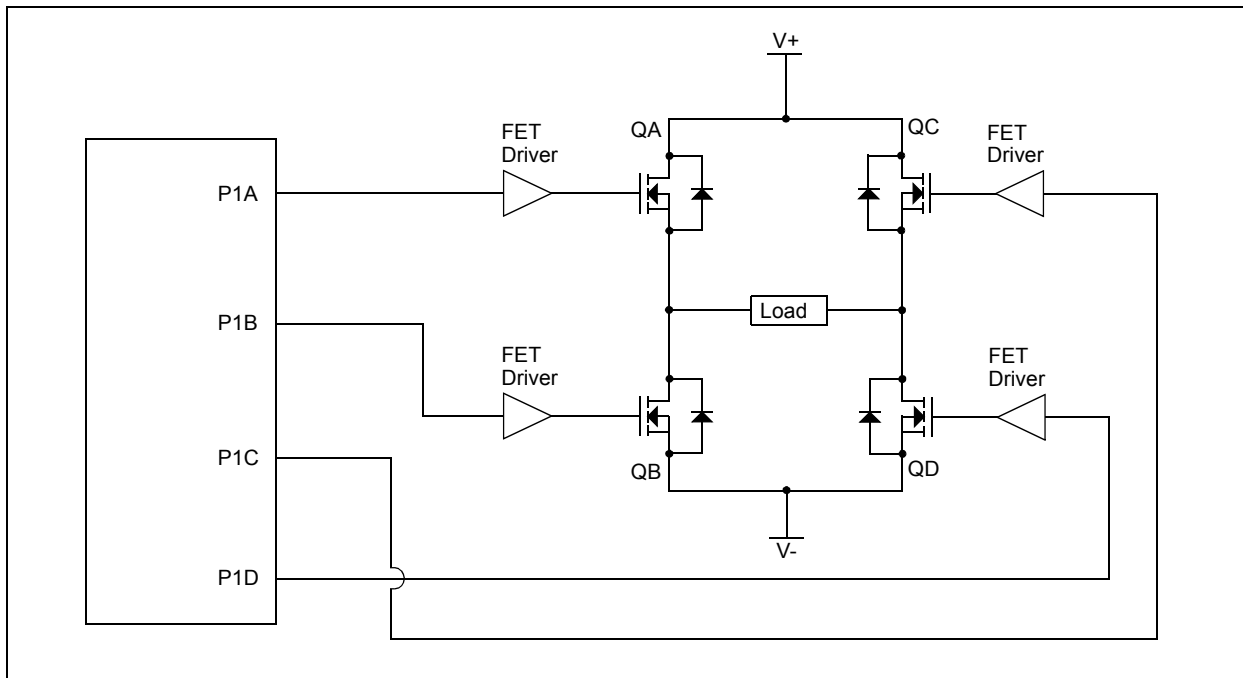 V+
FET
Driver
QA
QC
FET
Driver
P1A
P1B
Load
FET
Driver
FET
Driver
P1C
QB
QD
V-
P1D